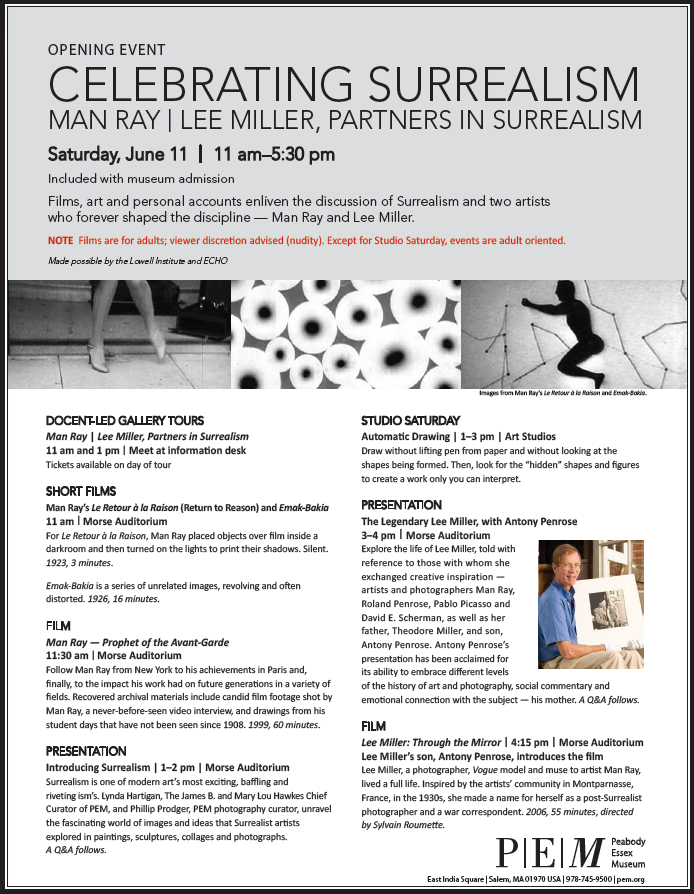 OPENING EVENT
CELEBRATING SURREALISM
MAN RAY | LEE MILLER, PARTNERS IN SURREALISM
Saturday, June 11 | 11 am–5:30 pm
Included with museum admission
Films, art and personal accounts enliven the discussion of Surrealism and two artists
who forever shaped the discipline — Man Ray and Lee Miller.
NOTE Films are for adults; viewer discretion advised (nudity). Except for Studio Saturday, events are adult oriented.
Made possible by the Lowell Institute and ECHO
Images from Man Ray's Le Retour à la Raison and Emak-Bakia.
DOCENT-LED GALLERY TOURS
Man Ray | Lee Miller, Partners in Surrealism
11 am and 1 pm | Meet at information desk
Tickets available on day of tour
SHORT FILMS
Man Ray's Le Retour à la Raison (Return to Reason) and Emak-Bakia
11 am | Morse Auditorium
For Le Retour à la Raison, Man Ray placed objects over film inside a
darkroom and then turned on the lights to print their shadows. Silent.
1923, 3 minutes.
Emak-Bakia is a series of unrelated images, revolving and often
distorted. 1926, 16 minutes.
FILM
Man Ray — Prophet of the Avant-Garde
11:30 am | Morse Auditorium
Follow Man Ray from New York to his achievements in Paris and,
finally, to the impact his work had on future generations in a variety of
fields. Recovered archival materials include candid film footage shot by
Man Ray, a never-before-seen video interview, and drawings from his
student days that have not been seen since 1908. 1999, 60 minutes.
PRESENTATION
Introducing Surrealism | 1–2 pm | Morse Auditorium
Surrealism is one of modern art's most exciting, baffling and
riveting ism's. Lynda Hartigan, The James B. and Mary Lou Hawkes Chief
Curator of PEM, and Phillip Prodger, PEM photography curator, unravel
the fascinating world of images and ideas that Surrealist artists
explored in paintings, sculptures, collages and photographs.
A Q&A follows.
STUDIO SATURDAY
Automatic Drawing | 1–3 pm | Art Studios
Draw without lifting pen from paper and without looking at the
shapes being formed. Then, look for the "hidden" shapes and figures
to create a work only you can interpret.
PRESENTATION
The Legendary Lee Miller, with Antony Penrose
3–4 pm | Morse Auditorium
Explore the life of Lee Miller, told with
reference to those with whom she
exchanged creative inspiration —
artists and photographers Man Ray,
Roland Penrose, Pablo Picasso and
David E. Scherman, as well as her
father, Theodore Miller, and son,
Antony Penrose. Antony Penrose's
presentation has been acclaimed for
its ability to embrace different levels
of the history of art and photography, social commentary and
emotional connection with the subject — his mother. A Q&A follows.
FILM
Lee Miller: Through the Mirror | 4:15 pm | Morse Auditorium
Lee Miller's son, Antony Penrose, introduces the film
Lee Miller, a photographer, Vogue model and muse to artist Man Ray,
lived a full life. Inspired by the artists' community in Montparnasse,
France, in the 1930s, she made a name for herself as a post-Surrealist
photographer and a war correspondent. 2006, 55 minutes, directed
by Sylvain Roumette.
P|E|M Peabody
Essex
Museum
East India Square | Salem, MA 01970 USA | 978-745-9500 | pem.org